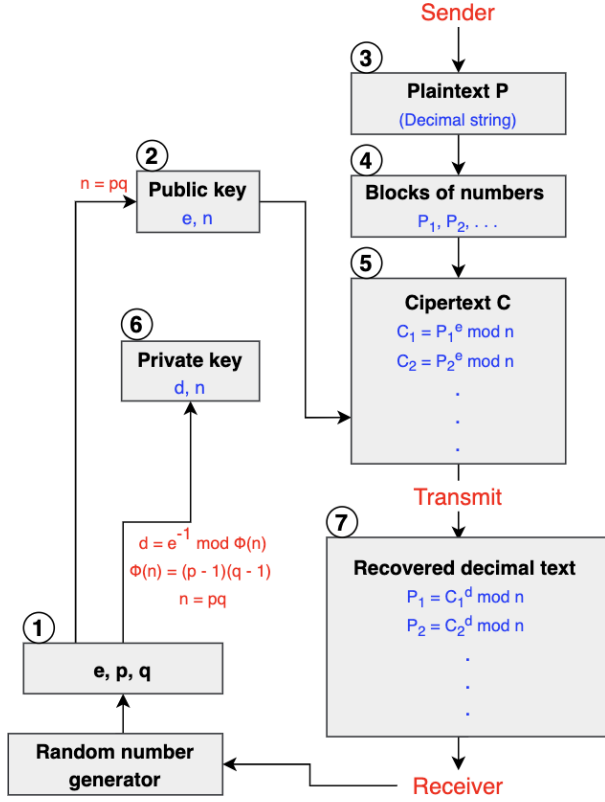 Sender
3
Plaintext P
(Decimal string)
2
Public key
e, n
n = pq
4
Blocks of numbers
P₁, P₂, . . .
5
Cipertext C
C₁ = P₁ᵉ mod n
C₂ = P₂ᵉ mod n
.
.
.
6
Private key
d, n
Transmit
d = e⁻¹ mod Φ(n)
Φ(n) = (p - 1)(q - 1)
n = pq
7
Recovered decimal text
P₁ = C₁ᵈ mod n
P₂ = C₂ᵈ mod n
.
.
.
1
e, p, q
Random number
generator
Receiver